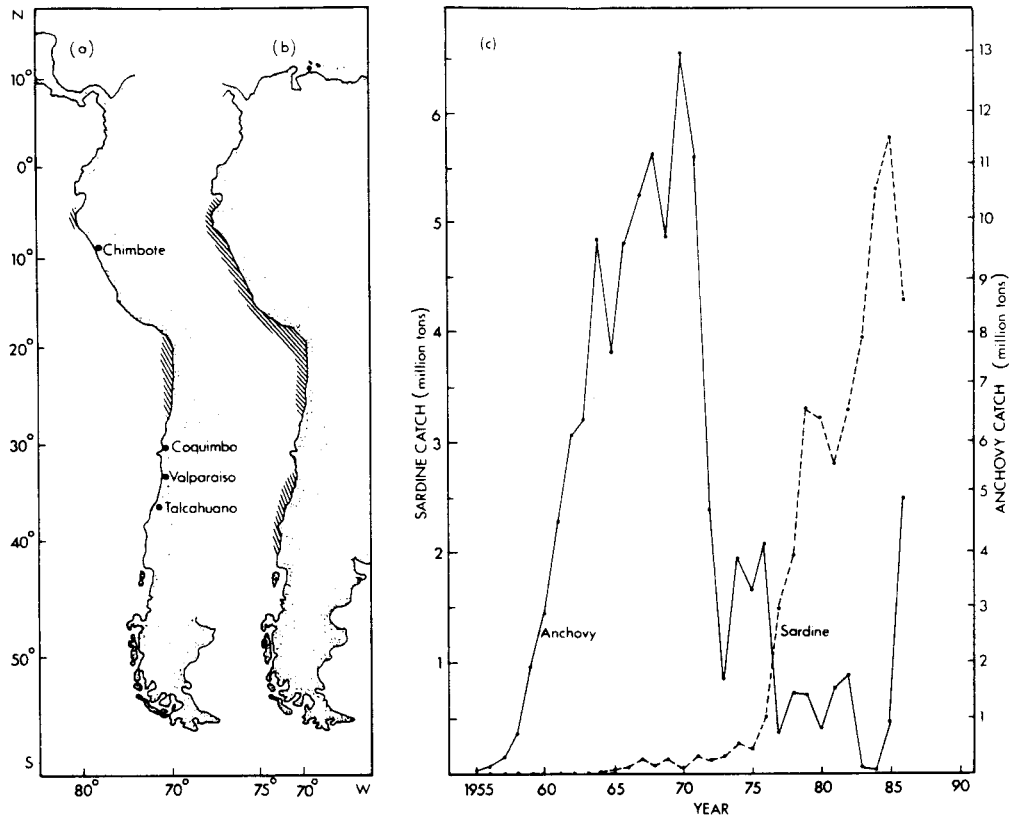 N
(a)
(b)
10°
0°
10°
20°
30°
40°
50°
S
Chimbote
Coquimbo
Valparaiso
Talcahuano
80°
70°
75°
70°
W
(c)
SARDINE CATCH (million tons)
6
5
4
3
2
1
ANCHOVY CATCH (million tons)
13
12
11
10
9
8
7
6
5
4
3
2
1
Anchovy
Sardine
1955
60
65
70
75
80
85
90
YEAR